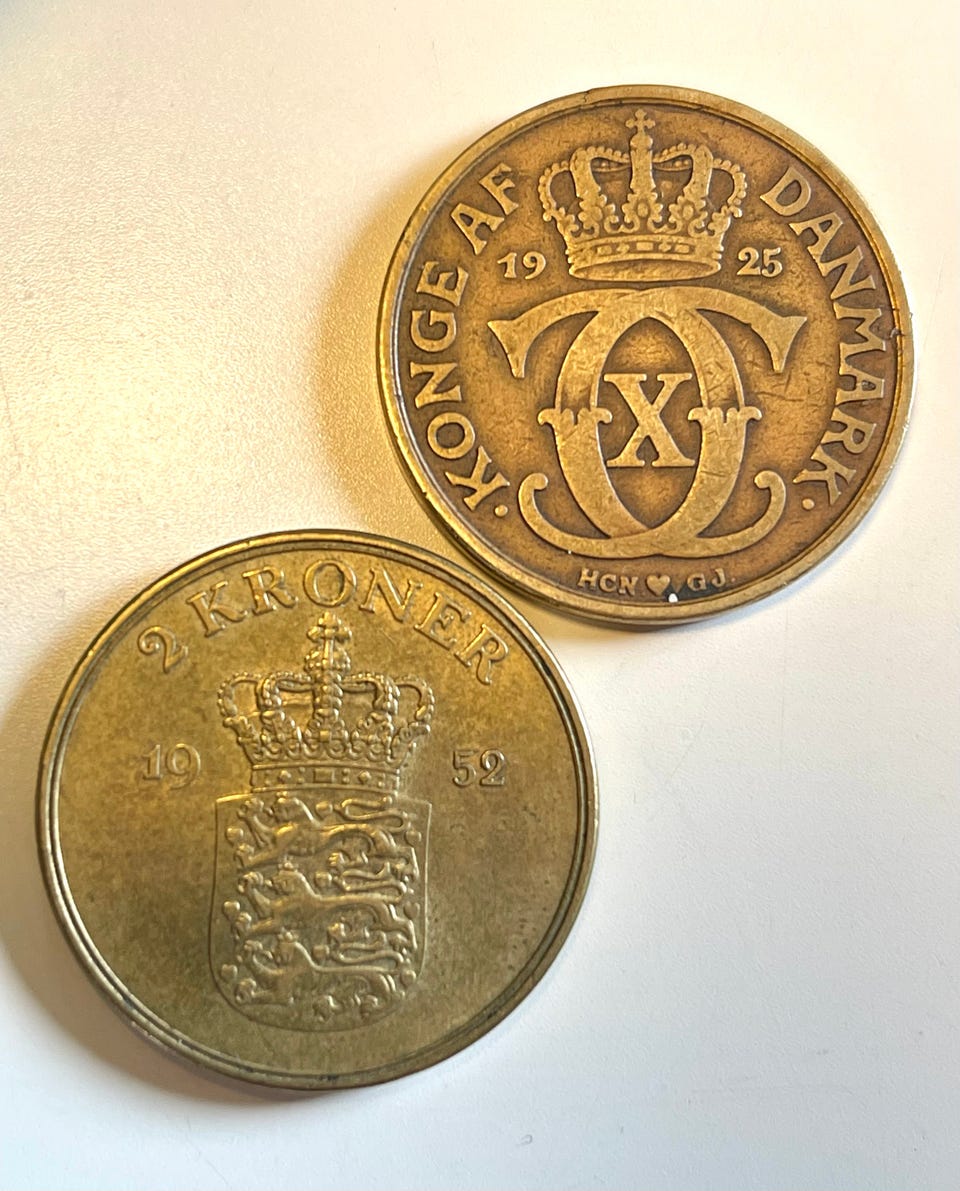 · KONGE AF DANMARK ·
19 25
X
HCN ♥ GJ.
2 KRONER
19 52